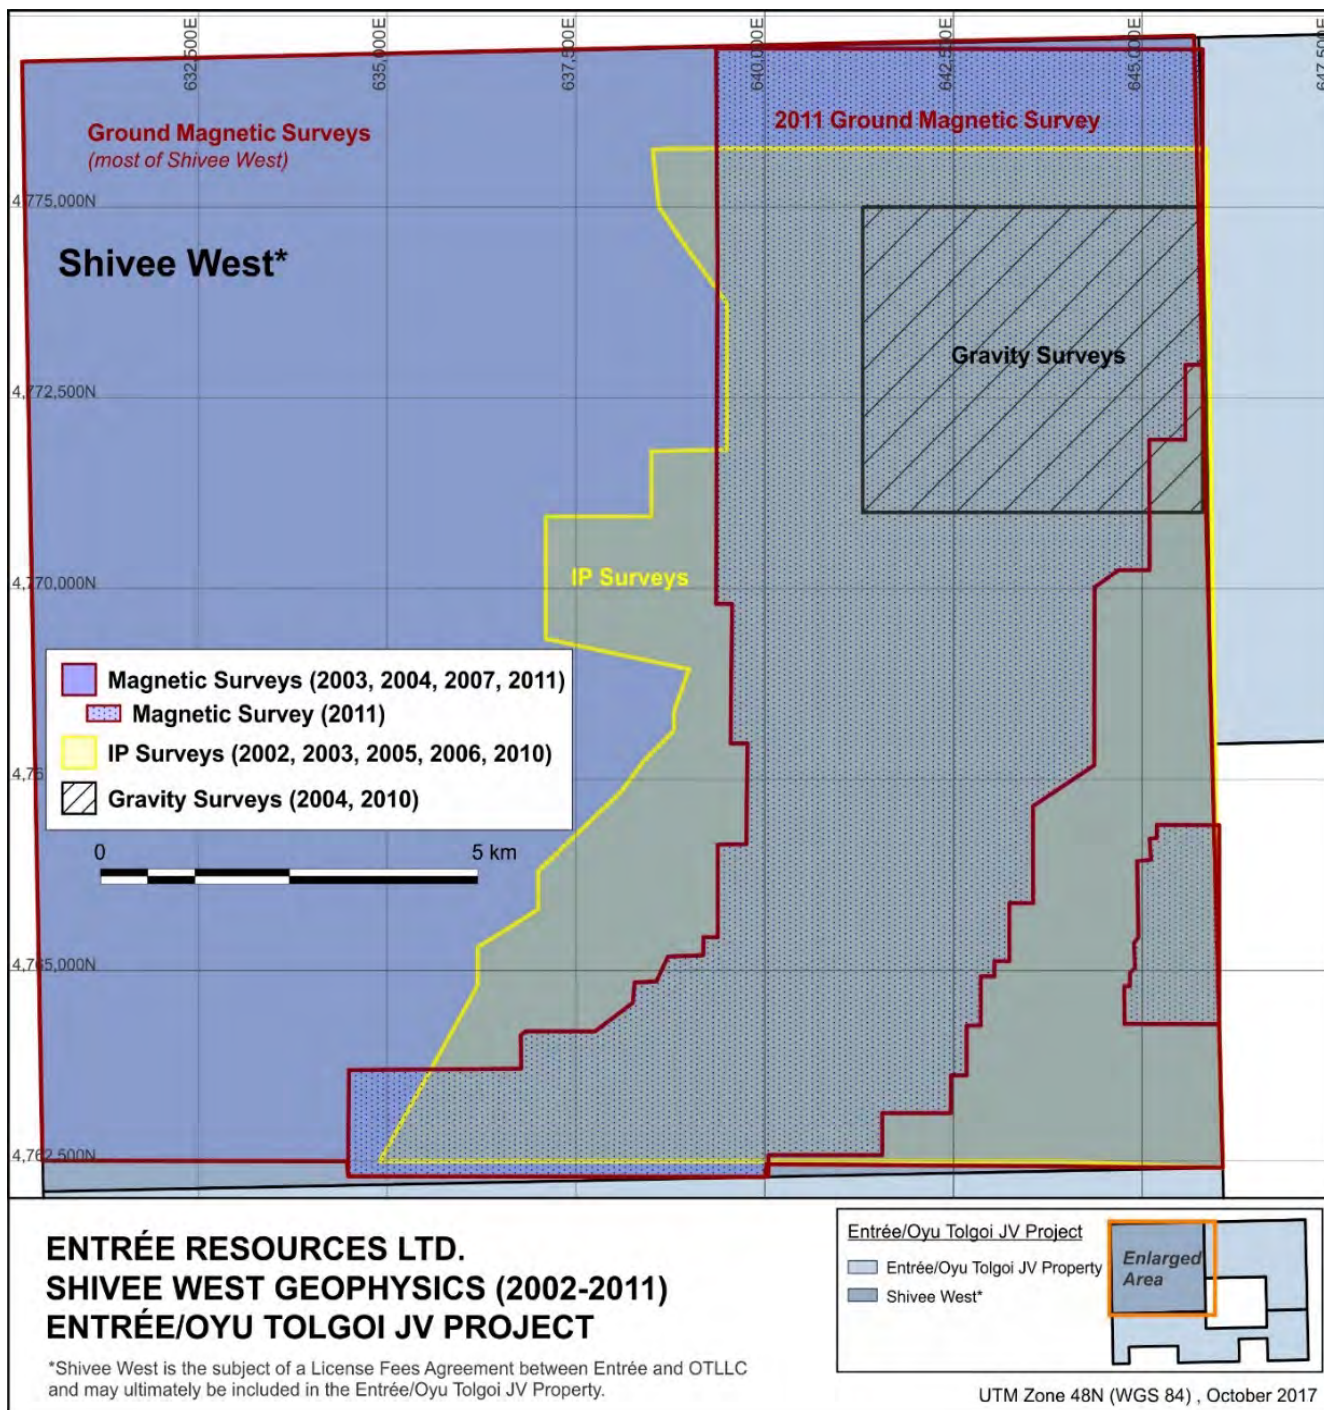 632,500E
635,000E
637,500E
640,000E
642,500E
645,000E
647,500E
Ground Magnetic Surveys
(most of Shivee West)
2011 Ground Magnetic Survey
4,775,000N
Shivee West*
Gravity Surveys
4,772,500N
IP Surveys
4,770,000N
Magnetic Surveys (2003, 2004, 2007, 2011)
Magnetic Survey (2011)
IP Surveys (2002, 2003, 2005, 2006, 2010)
4,76
Gravity Surveys (2004, 2010)
0 5 km
4,765,000N
4,762,500N
ENTRÉE RESOURCES LTD.
SHIVEE WEST GEOPHYSICS (2002-2011)
ENTRÉE/OYU TOLGOI JV PROJECT
*Shivee West is the subject of a License Fees Agreement between Entrée and OTLLC
and may ultimately be included in the Entrée/Oyu Tolgoi JV Property.
Entrée/Oyu Tolgoi JV Project
Entrée/Oyu Tolgoi JV Property
Shivee West*
Enlarged
Area
UTM Zone 48N (WGS 84) , October 2017